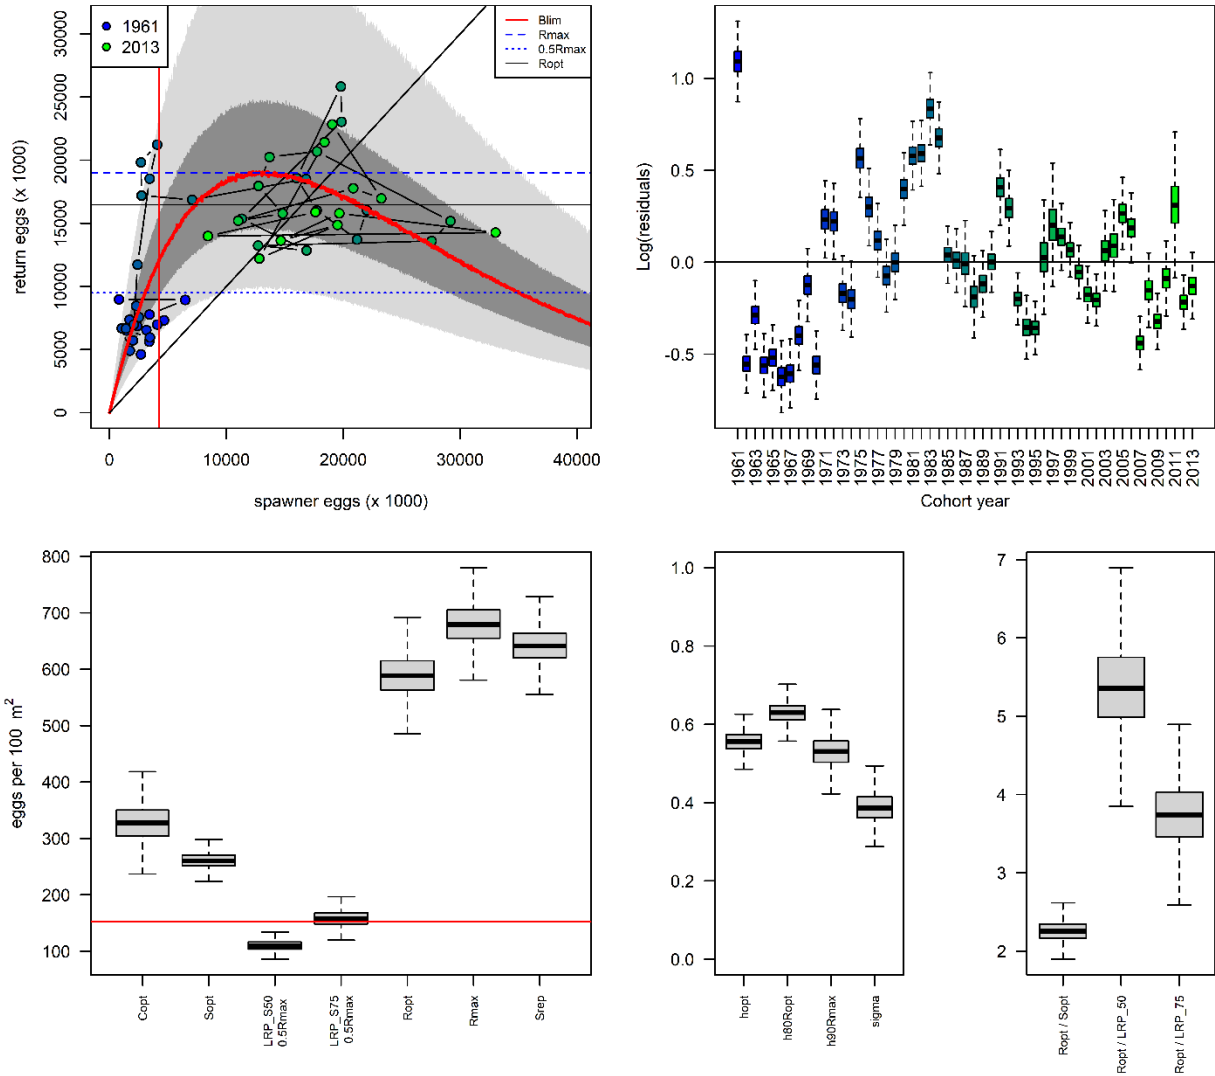 1961
2013
Blim
Rmax
0.5Rmax
Ropt
return eggs (x 1000)
30000
25000
20000
15000
10000
5000
0
0
10000
20000
30000
40000
spawner eggs (x 1000)
Log(residuals)
1.0
0.5
0.0
-0.5
1961
1963
1965
1967
1969
1971
1973
1975
1977
1979
1981
1983
1985
1987
1989
1991
1993
1995
1997
1999
2001
2003
2005
2007
2009
2011
2013
Cohort year
eggs per 100 m²
800
700
600
500
400
300
200
100
Copt
Sopt
LRP_S50
0.5Rmax
LRP_S75
0.5Rmax
Ropt
Rmax
Srep
1.0
0.8
0.6
0.4
0.2
0.0
hopt
h80Ropt
h90Rmax
sigma
7
6
5
4
3
2
Ropt / Sopt
Ropt / LRP_50
Ropt / LRP_75